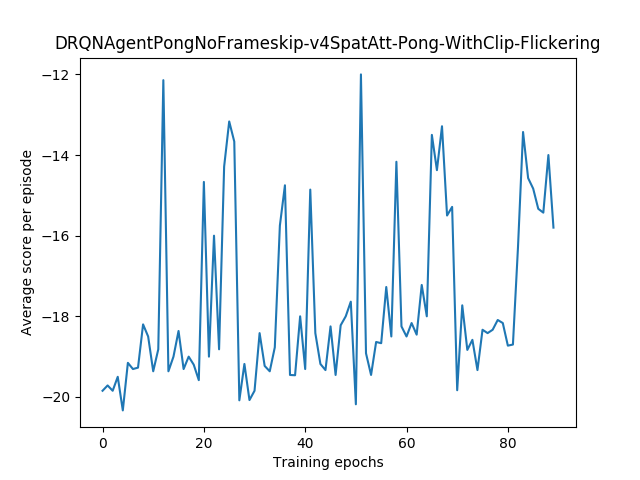 DRQNAgentPongNoFrameskip-v4SpatAtt-Pong-WithClip-Flickering
−12
−14
−16
−18
−20
Average score per episode
0 20 40 60 80
Training epochs